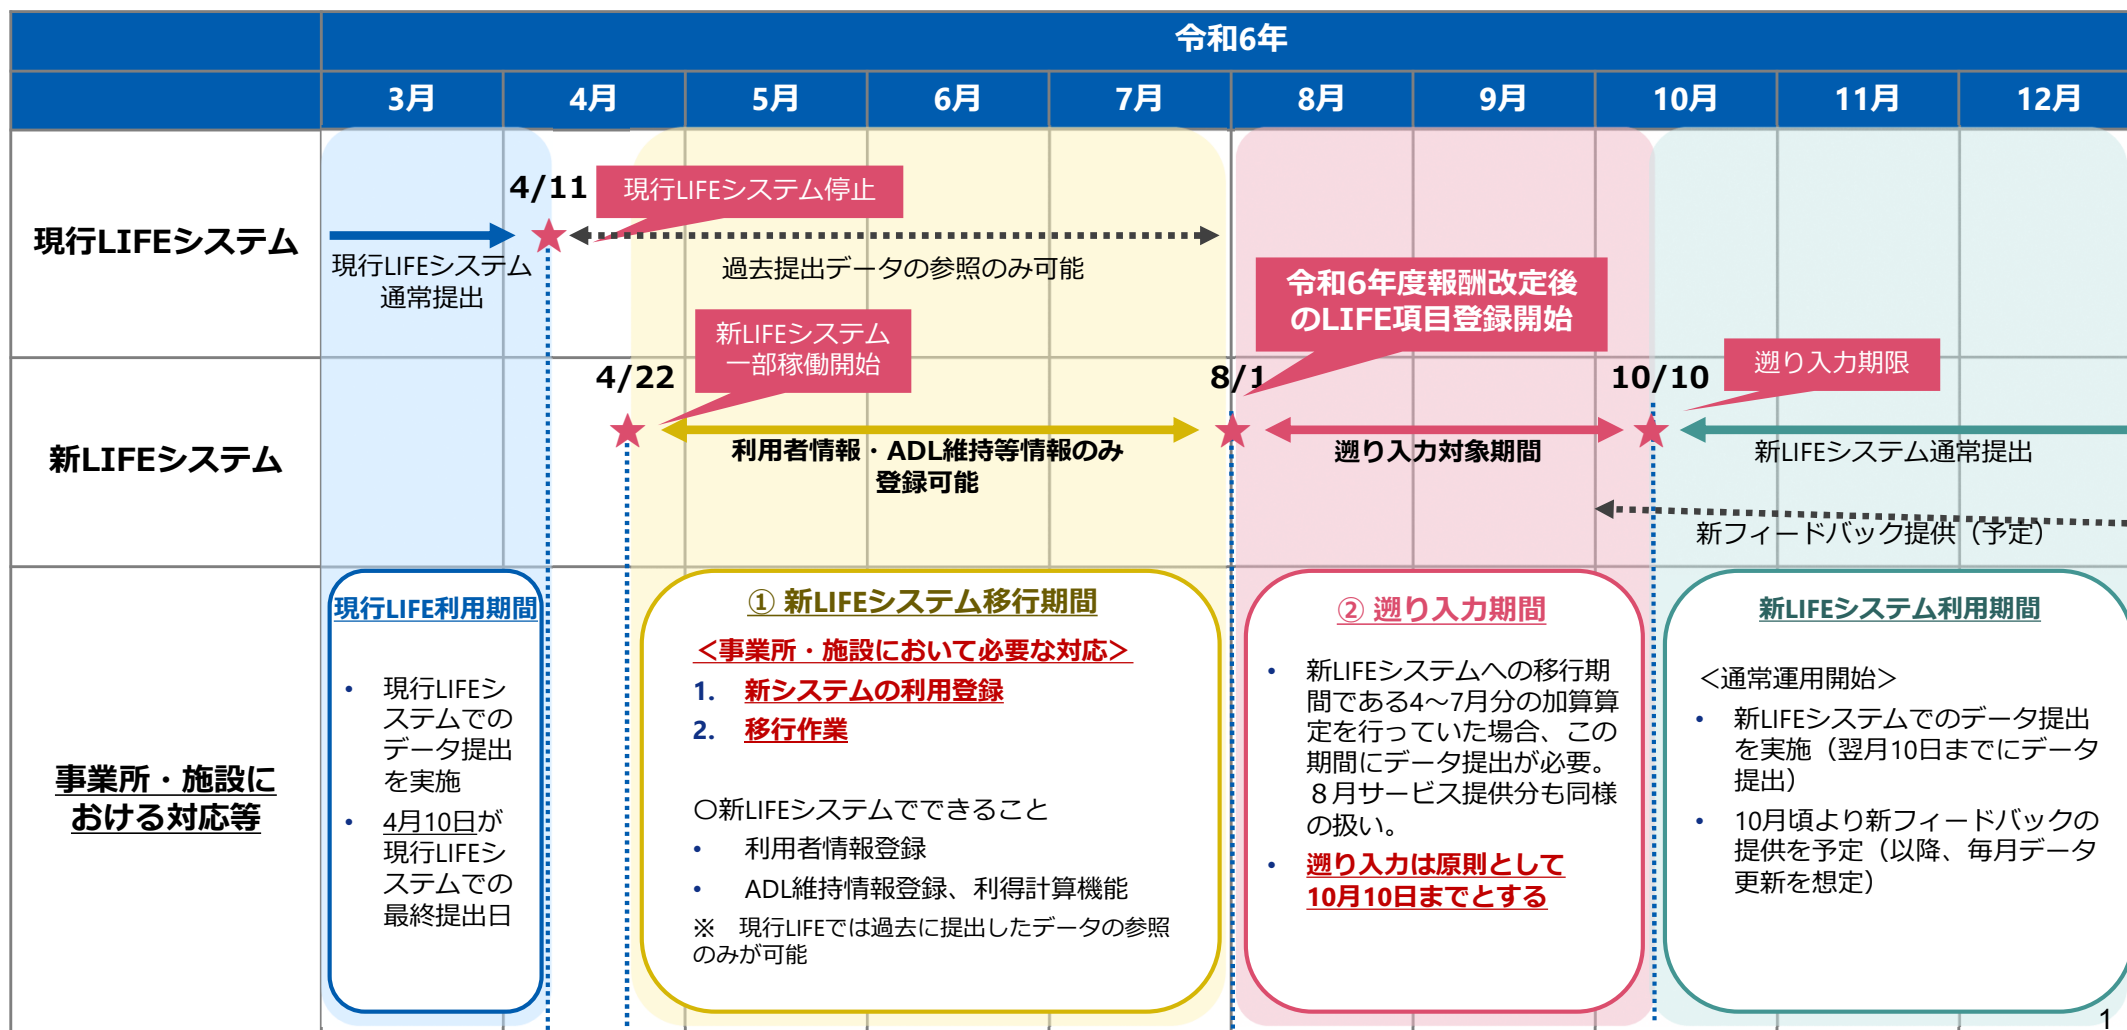 令和6年
3月 4月 5月 6月 7月 8月 9月 10月 11月 12月
現行LIFEシステム
4/11
現行LIFEシステム停止
現行LIFEシステム
通常提出
過去提出データの参照のみ可能
令和6年度報酬改定後
のLIFE項目登録開始
新LIFEシステム
4/22
新LIFEシステム
一部稼働開始
利用者情報・ADL維持等情報のみ
登録可能
8/1
遡り入力対象期間
10/10
遡り入力期限
新LIFEシステム通常提出
新フィードバック提供（予定）
事業所・施設に
おける対応等
現行LIFE利用期間
• 現行LIFEシ
ステムでの
データ提出
を実施
• 4月10日が
現行LIFEシ
ステムでの
最終提出日
① 新LIFEシステム移行期間
＜事業所・施設において必要な対応＞
1. 新システムの利用登録
2. 移行作業
〇新LIFEシステムでできること
• 利用者情報登録
• ADL維持情報登録、利得計算機能
※　現行LIFEでは過去に提出したデータの参照
のみが可能
② 遡り入力期間
• 新LIFEシステムへの移行期
間である4～7月分の加算算
定を行っていた場合、この
期間にデータ提出が必要。
８月サービス提供分も同様
の扱い。
• 遡り入力は原則として
10月10日までとする
新LIFEシステム利用期間
＜通常運用開始＞
• 新LIFEシステムでのデータ提出
を実施（翌月10日までにデータ
提出）
• 10月頃より新フィードバックの
提供を予定（以降、毎月データ
更新を想定）
1